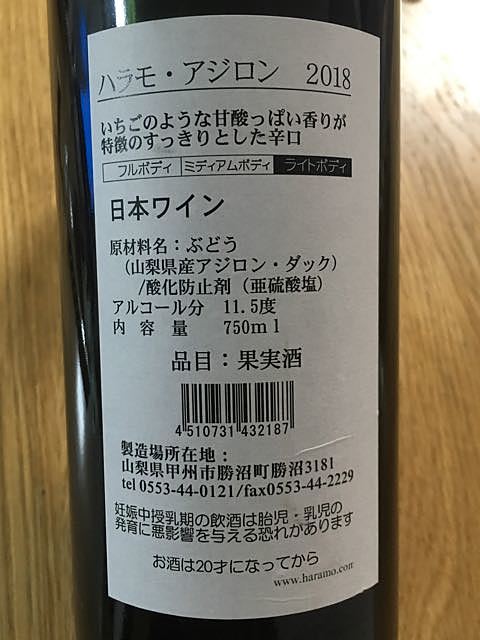 ハラモ・アジロン 2018
いちごのような甘酸っぱい香りが
特徴のすっきりとした辛口
フルボディ ミディアムボディ ライトボディ
日本ワイン
原材料名：ぶどう
（山梨県産アジロン・ダック）
/酸化防止剤（亜硫酸塩）
アルコール分 11.5度
内容量 750ml
品目：果実酒
4 510731 432187
製造場所在地：
山梨県甲州市勝沼町勝沼3181
tel 0553-44-0121/fax0553-44-2229
妊娠中授乳期の飲酒は胎児・乳児の
発育に悪影響を与える恐れがあります
お酒は20才になってから
www.haramo.com